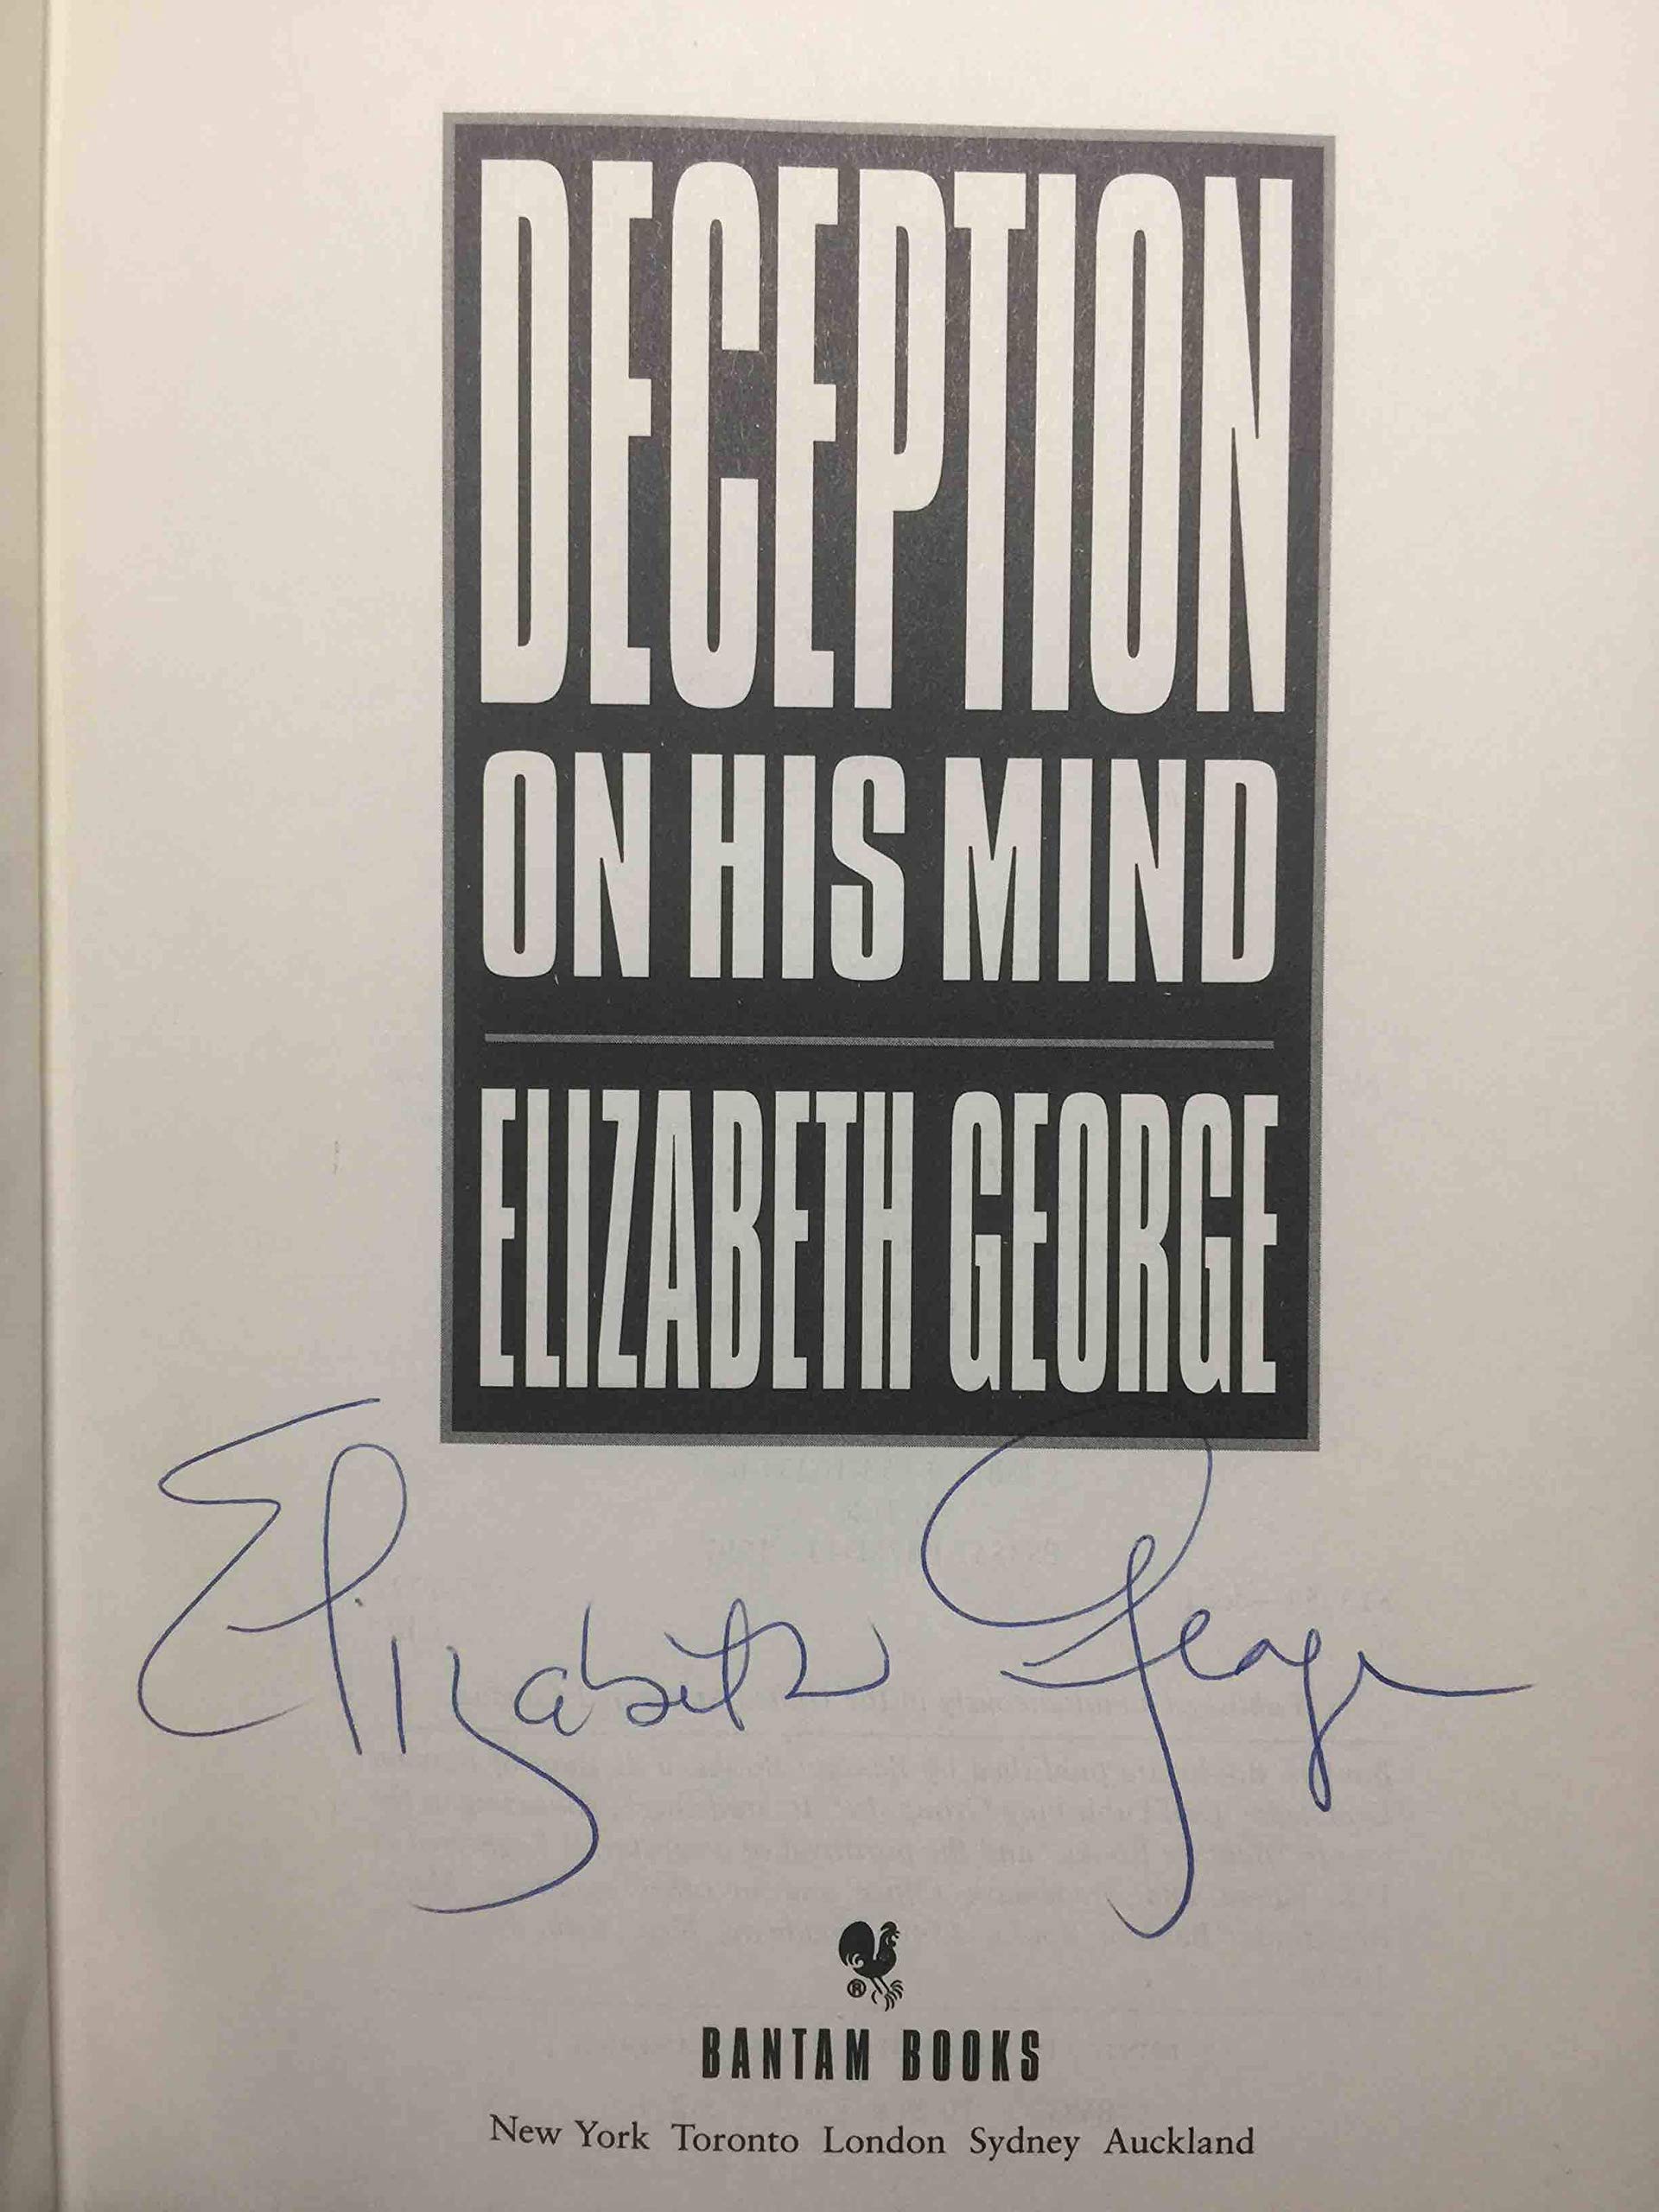 DECEPTION
ON HIS MIND
ELIZABETH GEORGE
Elizabeth George
®
BANTAM BOOKS
New York Toronto London Sydney Auckland